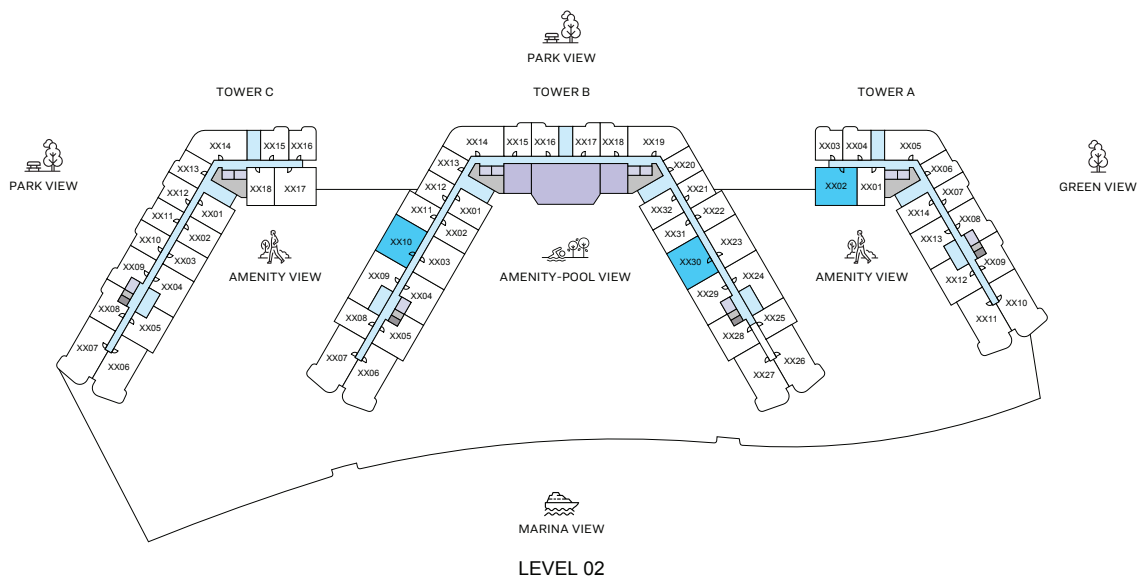 PARK VIEW
TOWER C
TOWER B
TOWER A
PARK VIEW
GREEN VIEW
XX14
XX15
XX16
XX13
XX12
XX11
XX10
XX09
XX08
XX07
XX06
XX05
XX04
XX03
XX02
XX01
XX18
XX17
AMENITY VIEW
XX14
XX15
XX16
XX17
XX18
XX19
XX13
XX12
XX11
XX10
XX09
XX08
XX07
XX06
XX05
XX04
XX03
XX02
XX01
XX20
XX21
XX22
XX23
XX24
XX25
XX26
XX27
XX28
XX29
XX30
XX31
XX32
AMENITY-POOL VIEW
XX03
XX04
XX05
XX02
XX01
XX06
XX07
XX08
XX09
XX10
XX11
XX12
XX13
XX14
AMENITY VIEW
MARINA VIEW
LEVEL 02